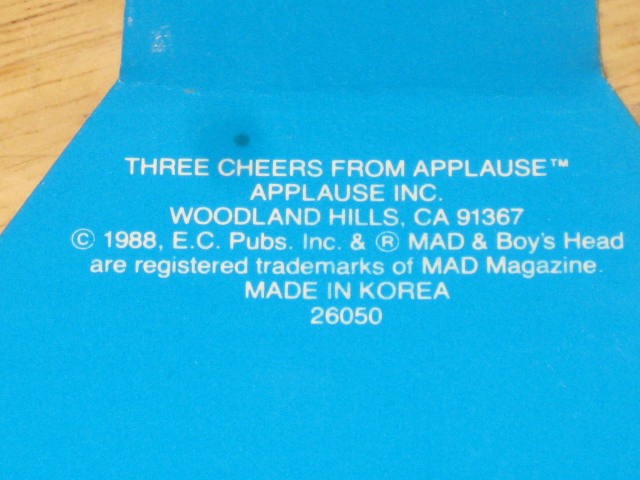 THREE CHEERS FROM APPLAUSE™
APPLAUSE INC.
WOODLAND HILLS, CA 91367
© 1988, E.C. Pubs. Inc. & ® MAD & Boy's Head
are registered trademarks of MAD Magazine.
MADE IN KOREA
26050